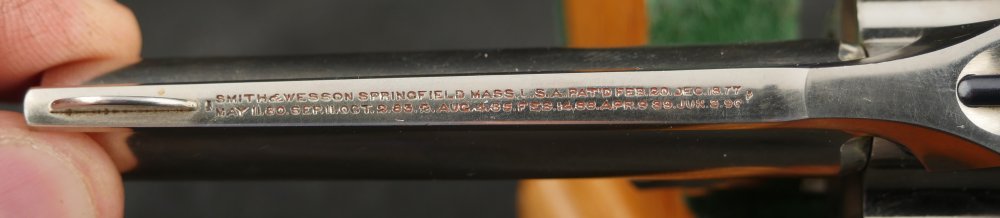 SMITH & WESSON SPRINGFIELD MASS. U.S.A. PAT'D FEB. 20. DEC. 18. 77,
MAY 11. 80. SEP. 11. OCT. 2. 83. AUG. 4. 85. FEB. 14. 88. APR. 9. 89. JUN. 3. 90